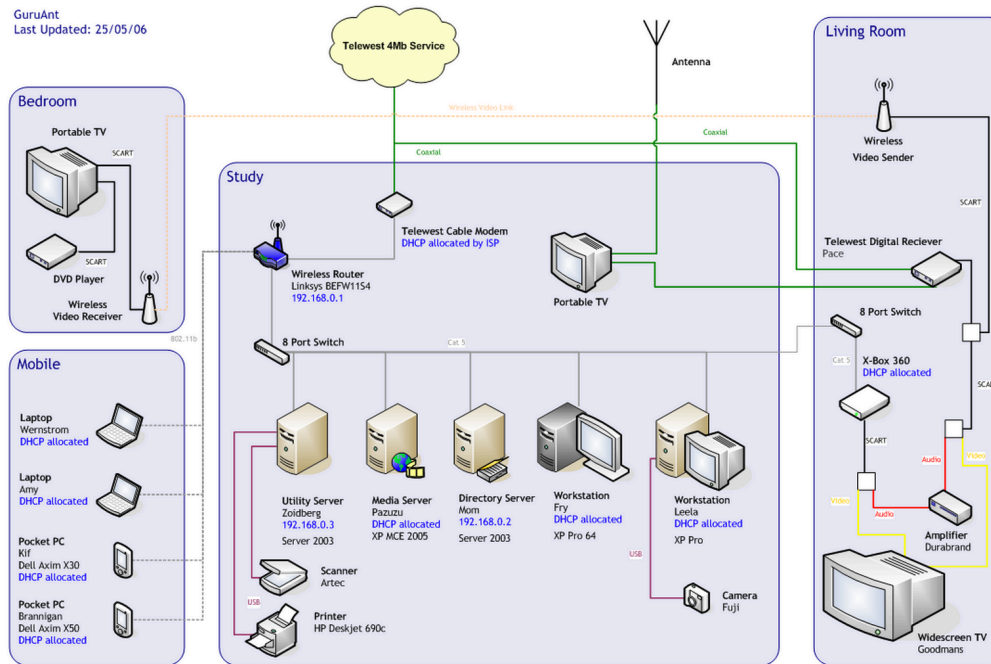 GuruAnt
Last Updated: 25/05/06
Telewest 4Mb Service
Antenna
Living Room
Bedroom
Portable TV
SCART
SCART
DVD Player
Wireless
Video Receiver
Wireless Video Link
Coaxial
Coaxial
Wireless
Video Sender
SCART
Study
Telewest Cable Modem
DHCP allocated by ISP
Wireless Router
Linksys BEFW11S4
192.168.0.1
Portable TV
Telewest Digital Reciever
Pace
802.11b
8 Port Switch
Cat 5
8 Port Switch
Cat 5
X-Box 360
DHCP allocated
SCART
SCA
Mobile
Laptop
Wernstrom
DHCP allocated
Laptop
Amy
DHCP allocated
Pocket PC
Kif
Dell Axim X30
DHCP allocated
Pocket PC
Brannigan
Dell Axim X50
DHCP allocated
Utility Server
Zoidberg
192.168.0.3
Server 2003
Media Server
Pazuzu
DHCP allocated
XP MCE 2005
Directory Server
Mom
192.168.0.2
Server 2003
Workstation
Fry
DHCP allocated
XP Pro 64
Workstation
Leela
DHCP allocated
XP Pro
USB
Scanner
Artec
USB
Printer
HP Deskjet 690c
Camera
Fuji
Audio
Video
Video
Audio
Amplifier
Durabrand
Widescreen TV
Goodmans